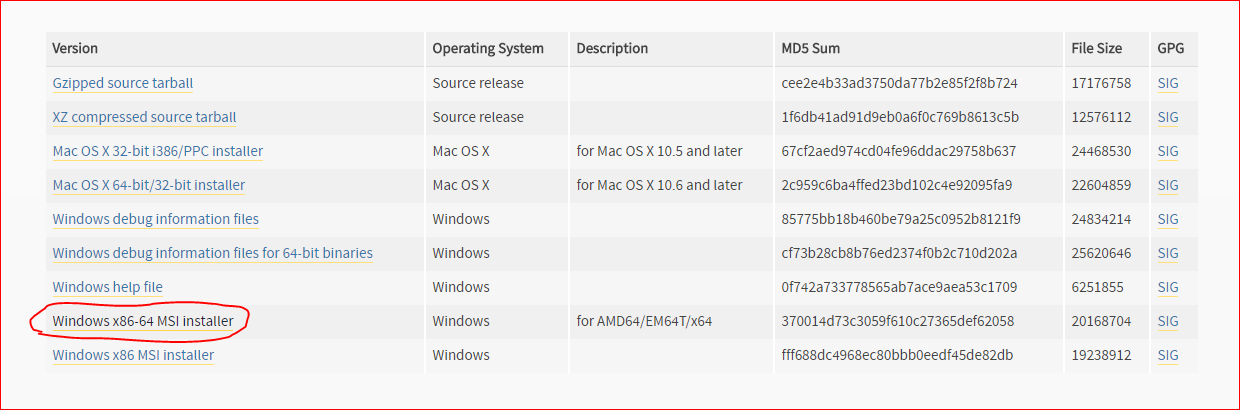 Version Operating System Description MD5 Sum File Size GPG
Gzipped source tarball Source release cee2e4b33ad3750da77b2e85f2f8b724 17176758 SIG
XZ compressed source tarball Source release 1f6db41ad91d9eb0a6f0c769b8613c5b 12576112 SIG
Mac OS X 32-bit i386/PPC installer Mac OS X for Mac OS X 10.5 and later 67cf2aed974cd04fe96ddac29758b637 24468530 SIG
Mac OS X 64-bit/32-bit installer Mac OS X for Mac OS X 10.6 and later 2c959c6ba4ffed23bd102c4e92095fa9 22604859 SIG
Windows debug information files Windows 85775bb18b460be79a25c0952b8121f9 24834214 SIG
Windows debug information files for 64-bit binaries Windows cf73b28cb8b76ed2374f0b2c710d202a 25620646 SIG
Windows help file Windows 0f742a733778565ab7ace9aea53c1709 6251855 SIG
Windows x86-64 MSI installer Windows for AMD64/EM64T/x64 370014d73c3059f610c27365def62058 20168704 SIG
Windows x86 MSI installer Windows fff688dc4968ec80bbb0eedf45de82db 19238912 SIG